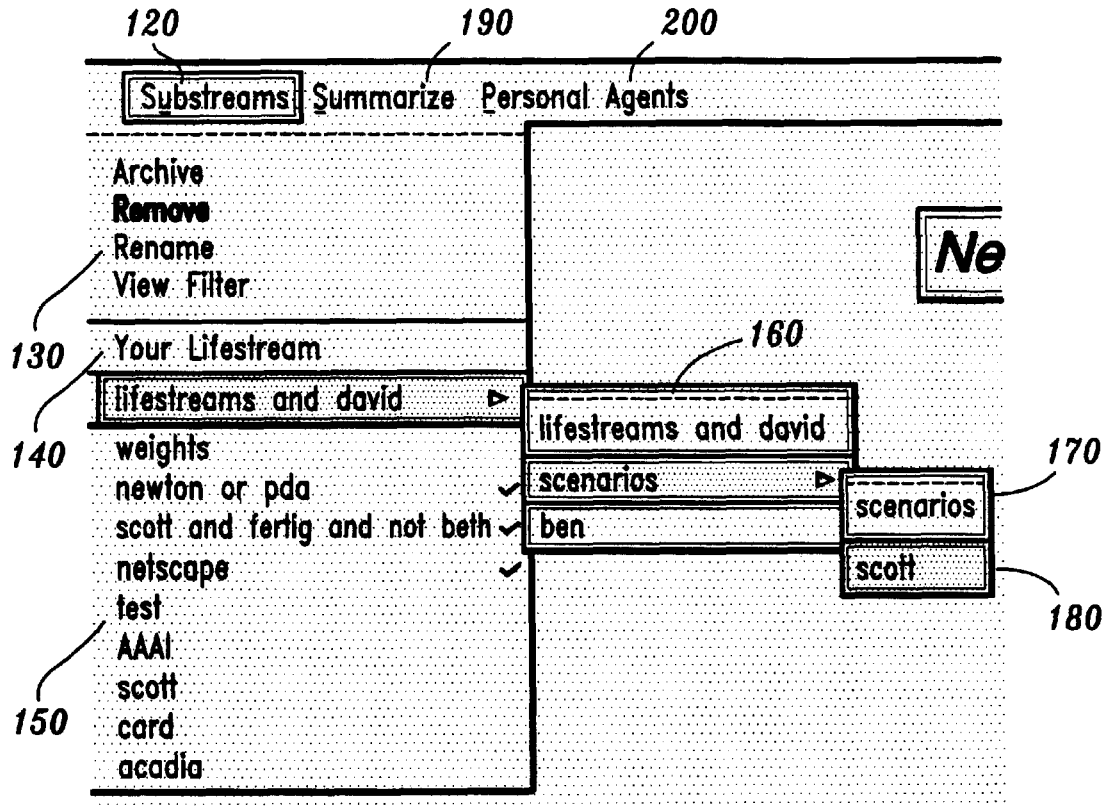 120 190 200
Substreams Summarize Personal Agents
Archive
Remove
Rename
View Filter
Ne
130
Your Lifestream
160
140
lifestreams and david
lifestreams and david
weights
170
newton or pda
scenarios
scenarios
scott and fertig and not beth
ben
netscape
scott
180
test
AAAI
150
scott
card
acadia